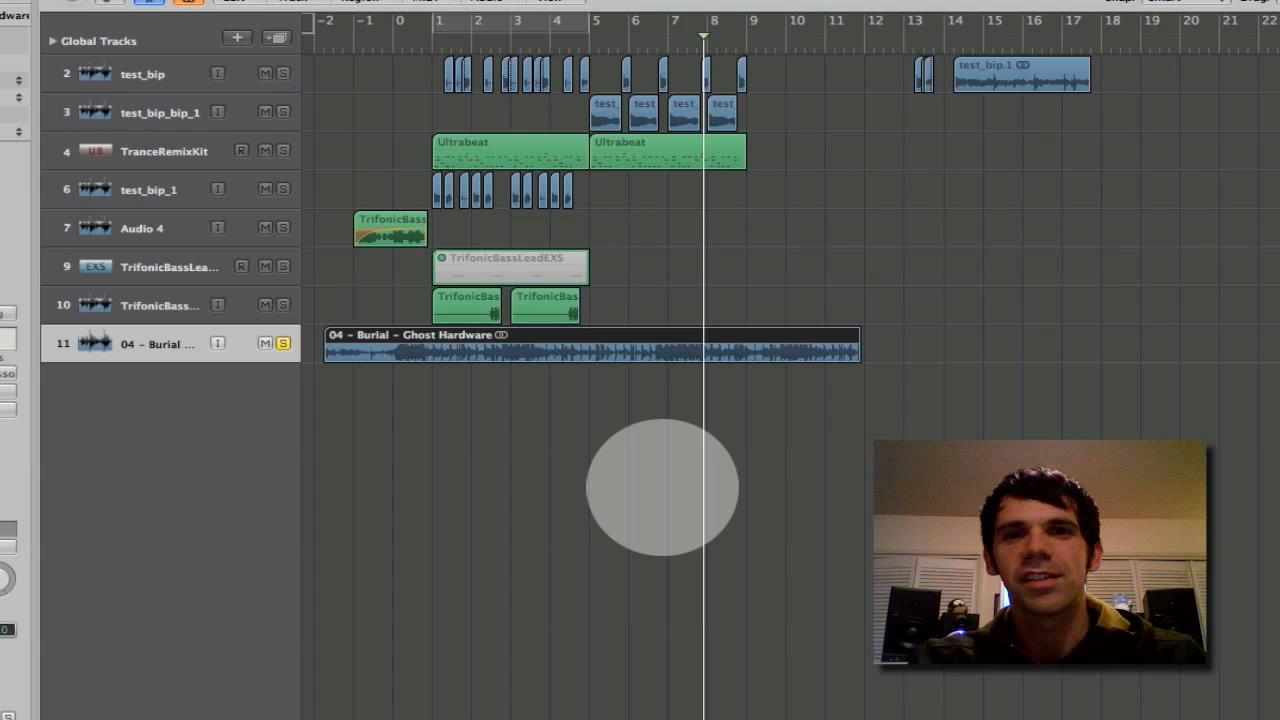 -2 -1 0 1 2 3 4 5 6 7 8 9 10 11 12 13 14 15 16 17 18 19 20 21 22
Global Tracks
2 test_bip I M S
test_bip.1
3 test_bip_bip_1 I M S
test_ test test_ test
4 UB TranceRemixKit R M S
Ultrabeat Ultrabeat
6 test_bip_1 I M S
7 Audio 4 I M S
TrifonicBass
9 EXS TrifonicBassLea... R M S
TrifonicBassLeadEXS
10 TrifonicBass... I M S
TrifonicBas TrifonicBas
11 04 - Burial ... I M S
04 - Burial - Ghost Hardware